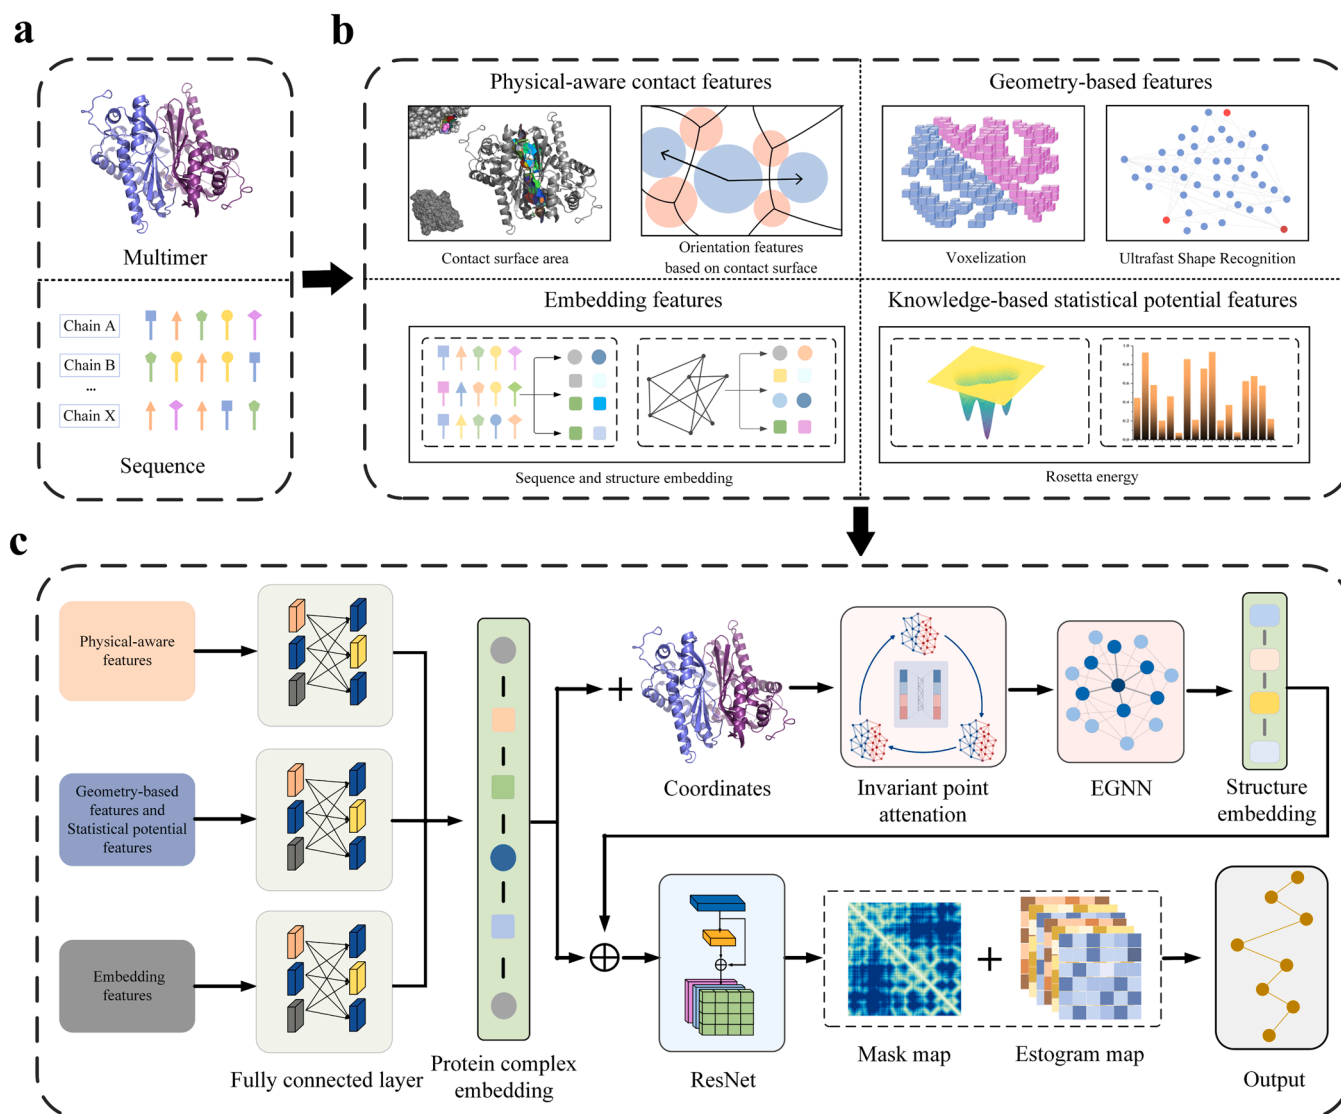 a
b
Multimer
Chain A
Chain B
...
Chain X
Sequence
Physical-aware contact features
Contact surface area
Orientation features
based on contact surface
Geometry-based features
Voxelization
Ultrafast Shape Recognition
Embedding features
Sequence and structure embedding
Knowledge-based statistical potential features
Rosetta energy
c
Physical-aware
features
Geometry-based
features and
Statistical potential
features
Embedding
features
Fully connected layer
Protein complex
embedding
Coordinates
Invariant point
attenation
EGNN
Structure
embedding
ResNet
Mask map
Estogram map
Output